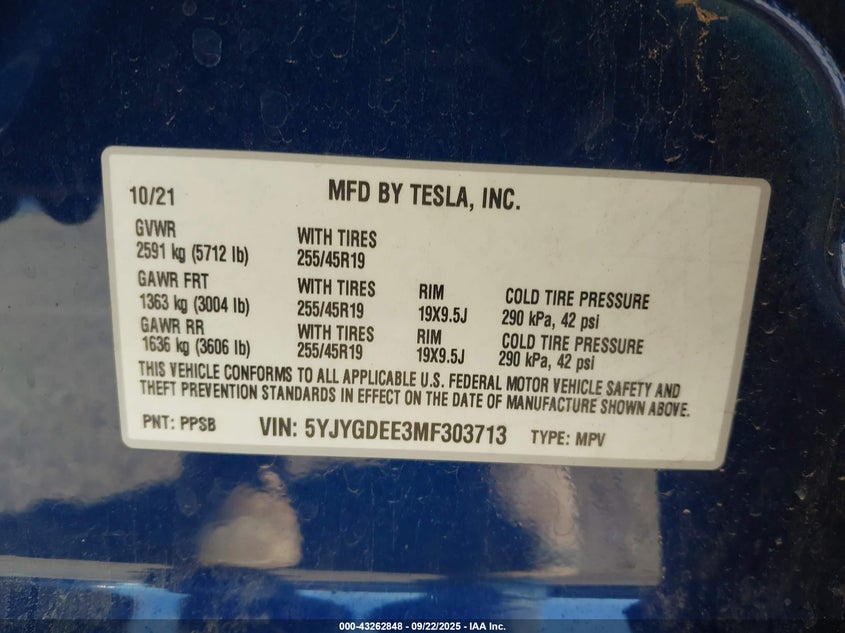 10/21 MFD BY TESLA, INC.
GVWR
2591 kg (5712 lb) WITH TIRES 255/45R19
GAWR FRT
1363 kg (3004 lb) WITH TIRES 255/45R19 RIM 19X9.5J COLD TIRE PRESSURE 290 kPa, 42 psi
GAWR RR
1636 kg (3606 lb) WITH TIRES 255/45R19 RIM 19X9.5J COLD TIRE PRESSURE 290 kPa, 42 psi
THIS VEHICLE CONFORMS TO ALL APPLICABLE U.S. FEDERAL MOTOR VEHICLE SAFETY AND
THEFT PREVENTION STANDARDS IN EFFECT ON THE DATE OF MANUFACTURE SHOWN ABOVE.
PNT: PPSB VIN: 5YJYGDEE3MF303713 TYPE: MPV
000-43262848 - 09/22/2025 - IAA Inc.